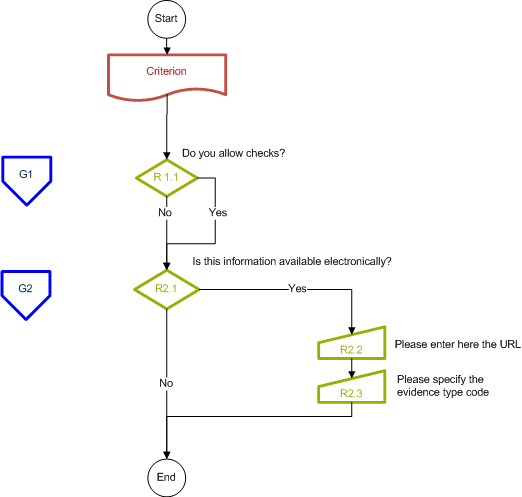 Start
Criterion
Do you allow checks?
G1
R 1.1
No
Yes
Is this information available electronically?
G2
R2.1
Yes
R2.2
Please enter here the URL
No
R2.3
Please specify the
evidence type code
End